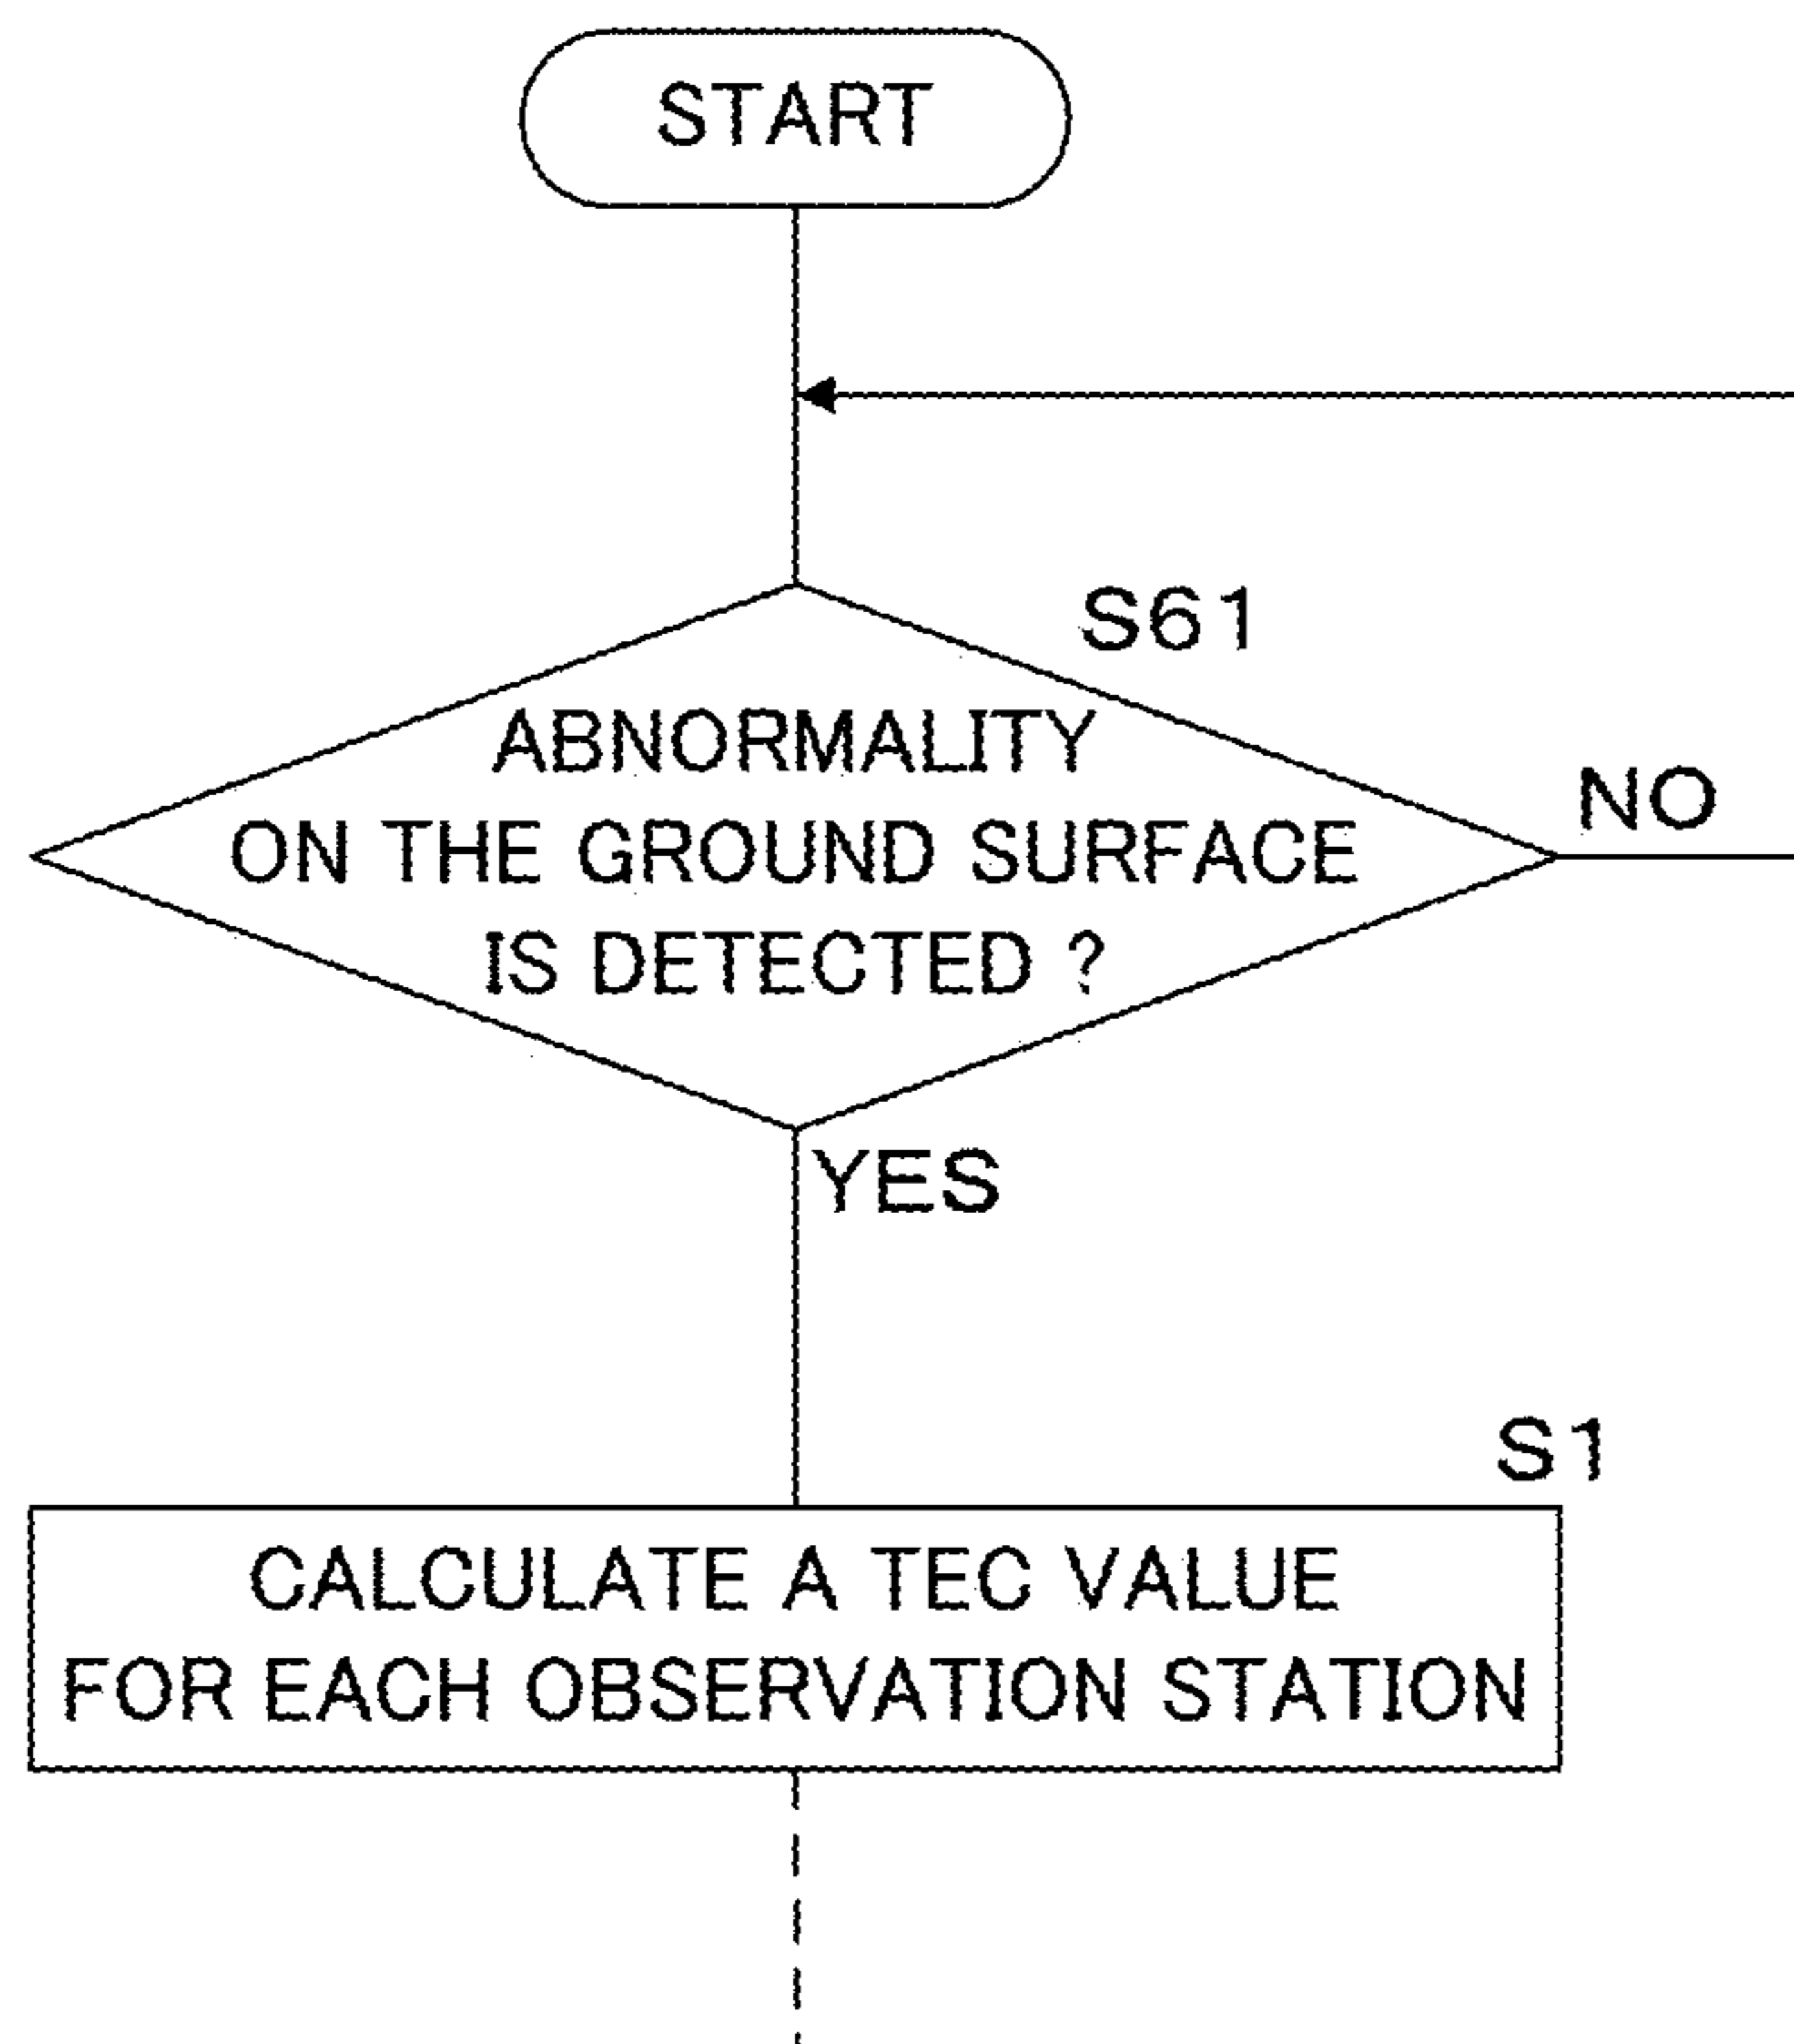 START
S61
ABNORMALITY
ON THE GROUND SURFACE
IS DETECTED ?
NO
YES
S1
CALCULATE A TEC VALUE
FOR EACH OBSERVATION STATION